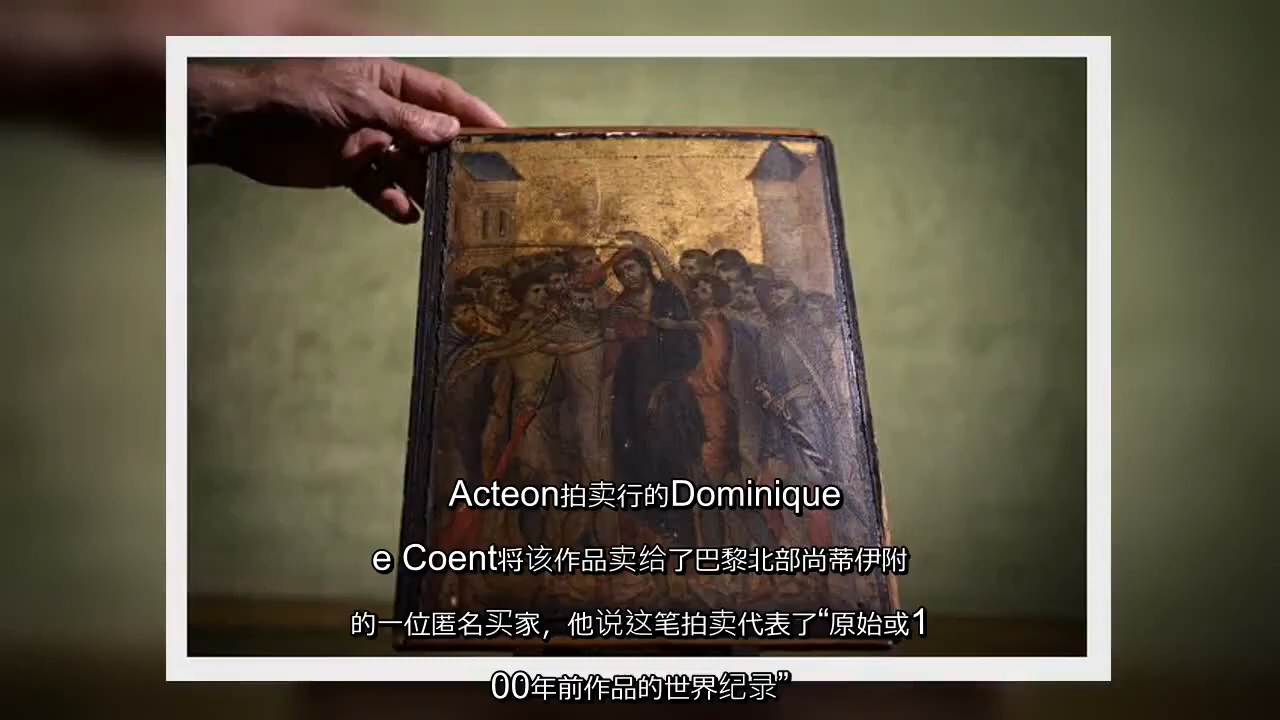 Acteon拍卖行的Dominique
e Coent将该作品卖给了巴黎北部尚蒂伊附
的一位匿名买家，他说这笔拍卖代表了“原始或1
00年前作品的世界纪录”